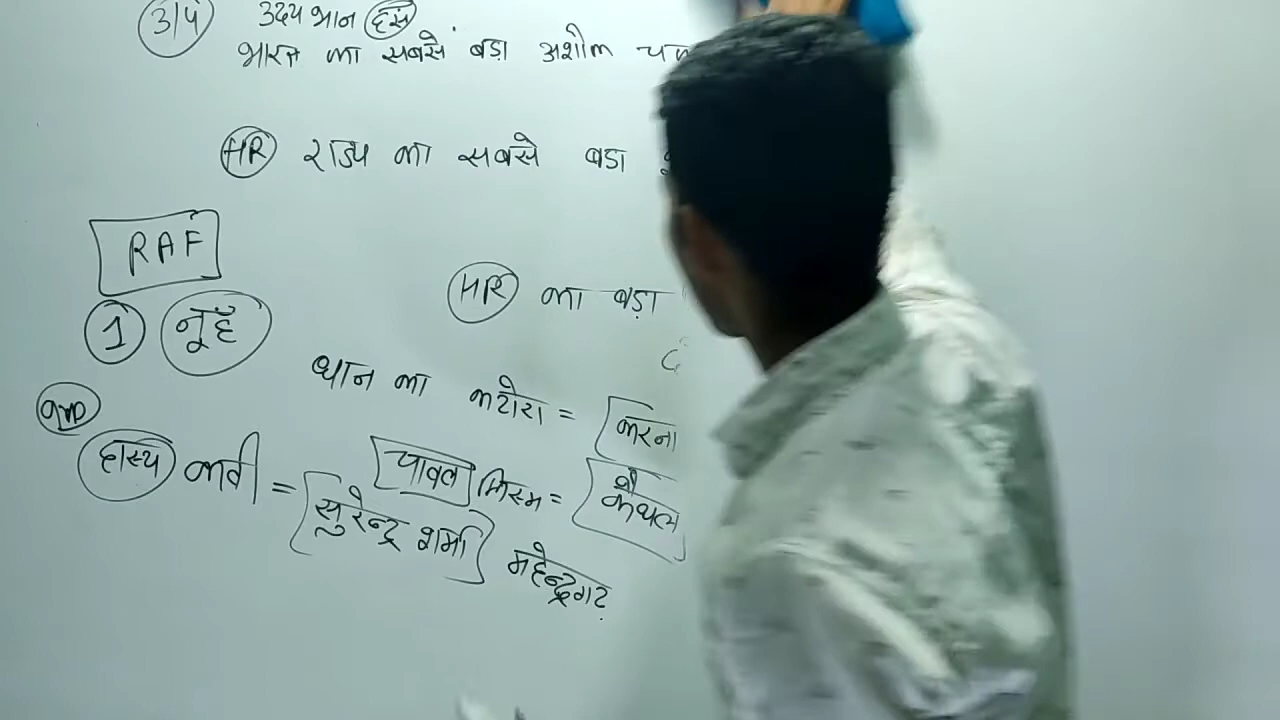 3/4 उदय भान हंस
भारत का सबसे बड़ा अशोक
HR राज्य का सबसे बडा
RAF
HR का बड़ा
1 नूहँ
धान का कटोरा = करना
हास्य कवी = सुरेन्द्र शर्मा महेन्द्रगढ़
चावल किस्म = कैथल